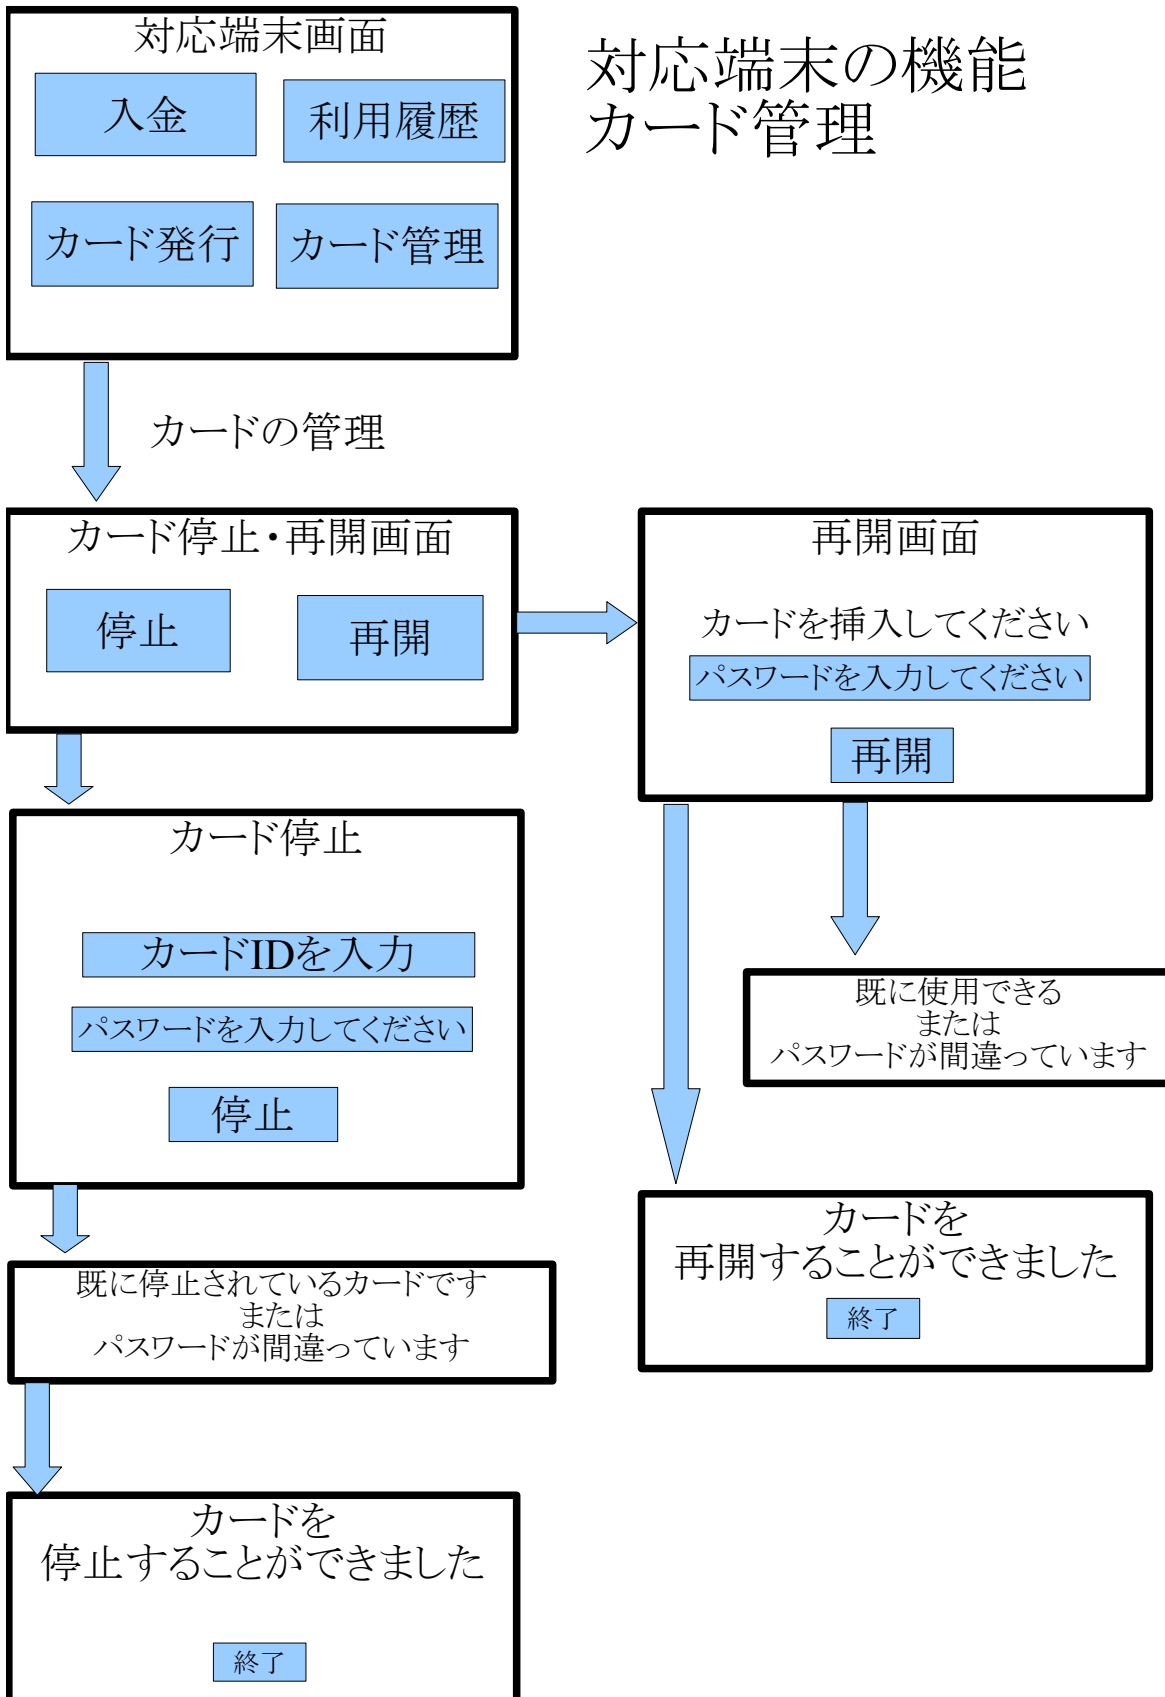 対応端末画面
対応端末の機能
カード管理
入金
利用履歴
カード発行
カード管理
カードの管理
カード停止・再開画面
停止
再開
再開画面
カードを挿入してください
パスワードを入力してください
再開
カード停止
カードIDを入力
パスワードを入力してください
停止
既に使用できる
または
パスワードが間違っています
カードを
再開することができました
終了
既に停止されているカードです
または
パスワードが間違っています
カードを
停止することができました
終了